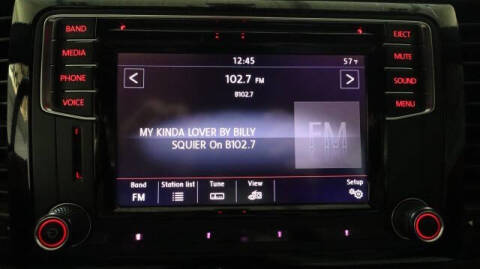 BAND
MEDIA
PHONE
VOICE
EJECT
MUTE
SOUND
MENU
12:45
57°F
102.7 FM
B102.7
MY KINDA LOVER BY BILLY
SQUIER On B102.7
FM
Band
FM
Station list
Tune
View
Setup